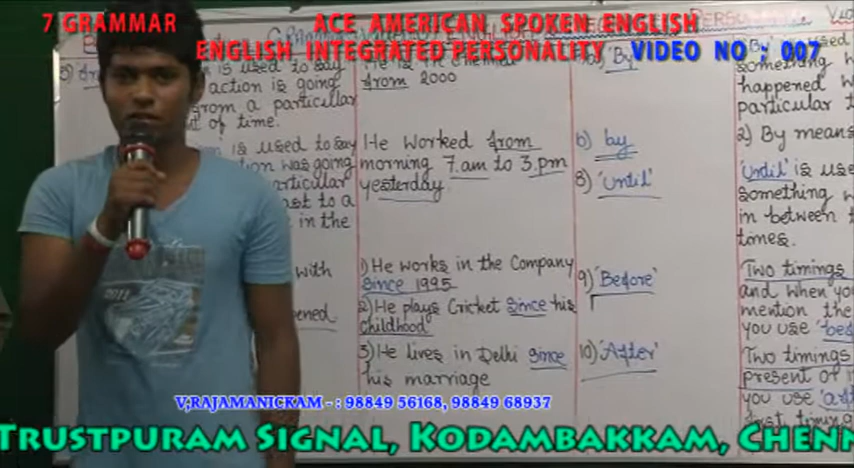 7 GRAMMAR
ACE AMERICAN SPOKEN ENGLISH
ENGLISH INTEGRATED PERSONALITY VIDEO NO : 007
is used to say
action is going
from a particular
of time.
from 2000
a) 'By'
something
happened
particular
is used to say
was going
particular
to a
in the
He worked from
morning 7.am to 3.pm
yesterday.
b) by
8) 'Until'
2) By means
'Until' is
something
in between
times.
with
1) He works in the Company
since 1995
2) He plays Cricket since his
childhood
3) He lives in Delhi since
his marriage
9) 'Before'
10) 'After'
Two timings
and when you
mention the
you use
Two timings
present
you use
V;RAJAMANICKAM - : 98849 56168, 98849 68937
TRUSTPURAM SIGNAL, KODAMBAKKAM,